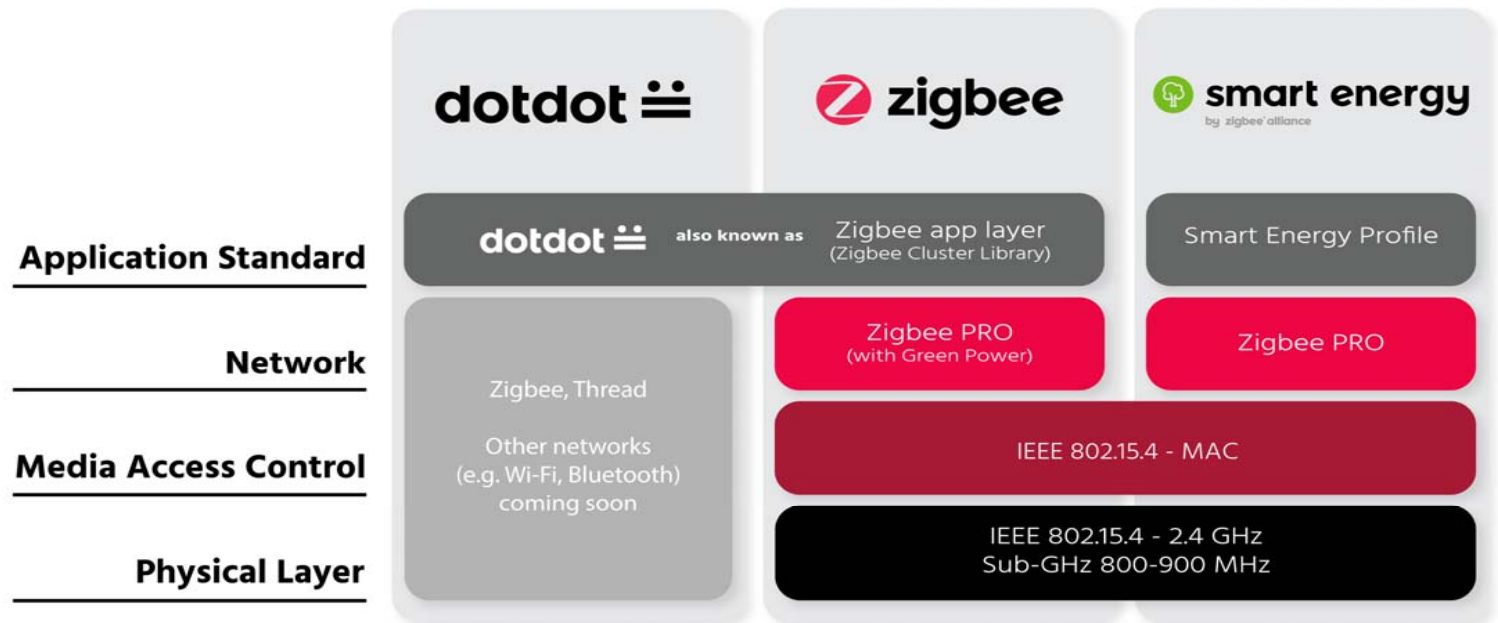 dotdot
zigbee
smart energy
by zigbee alliance
Application Standard
dotdot also known as Zigbee app layer
(Zigbee Cluster Library)
Smart Energy Profile
Network
Zigbee PRO
(with Green Power)
Zigbee PRO
Zigbee, Thread
Other networks
(e.g. Wi-Fi, Bluetooth)
coming soon
Media Access Control
IEEE 802.15.4 - MAC
Physical Layer
IEEE 802.15.4 - 2.4 GHz
Sub-GHz 800-900 MHz